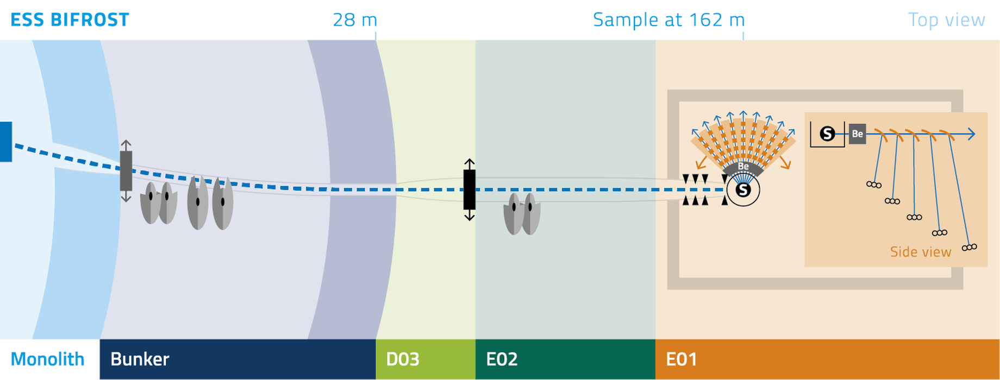 ESS BIFROST
28 m
Sample at 162 m
Top view
Be
S
S
Be
Side view
Monolith
Bunker
D03
E02
E01